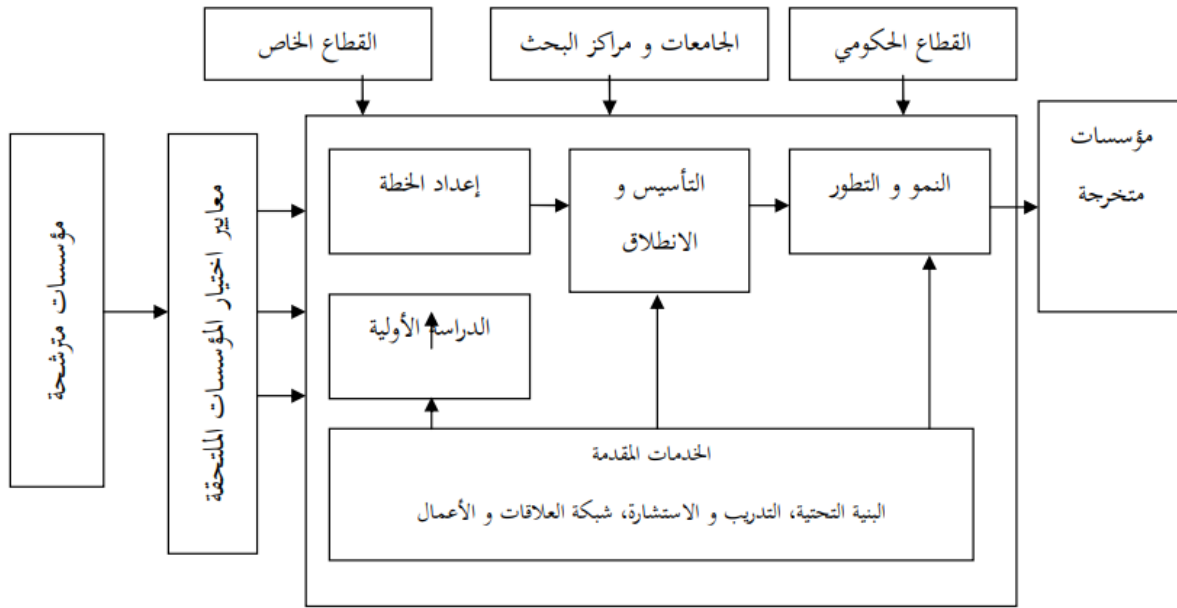 القطاع الحكومي
الجامعات و مراكز البحث
القطاع الخاص
مؤسسات مترشحة
معايير اختيار المؤسسات الملتحقة
إعداد الخطة
التأسيس و
الانطلاق
النمو و التطور
مؤسسات
متخرجة
الدراسة الأولية
الخدمات المقدمة
البنية التحتية، التدريب و الاستشارة، شبكة العلاقات و الأعمال